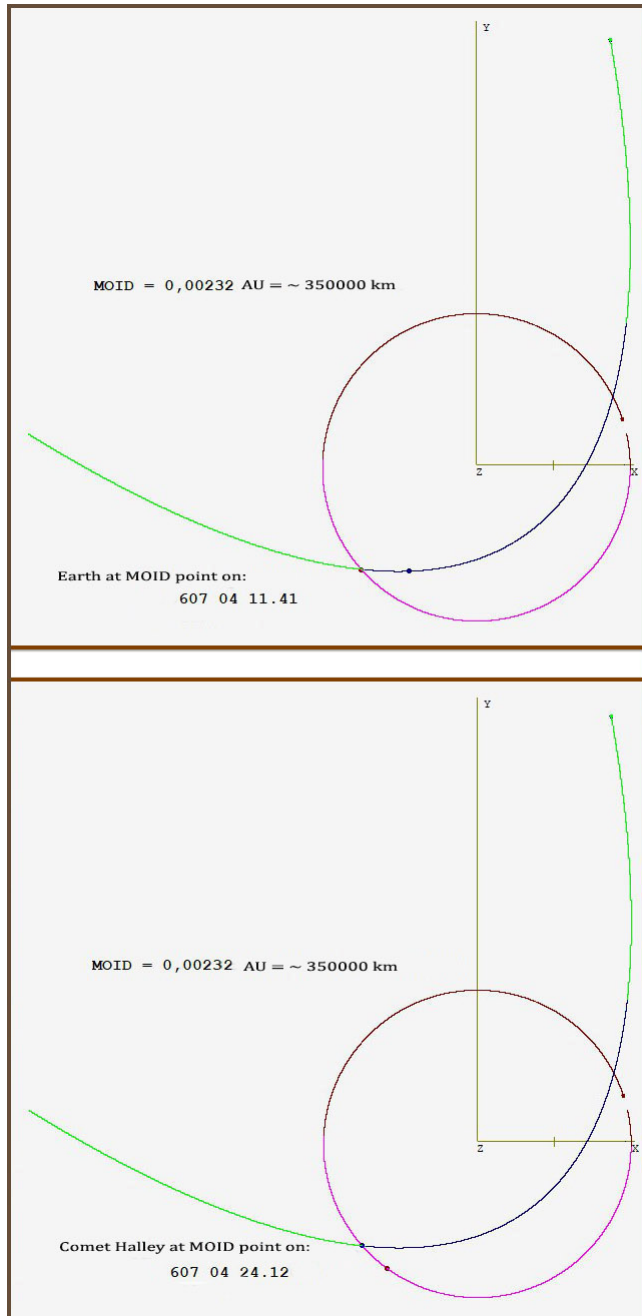 Y
MOID = 0,00232 AU = ~ 350000 km
Z
X
Earth at MOID point on:
607 04 11.41
Y
MOID = 0,00232 AU = ~ 350000 km
Z
X
Comet Halley at MOID point on:
607 04 24.12